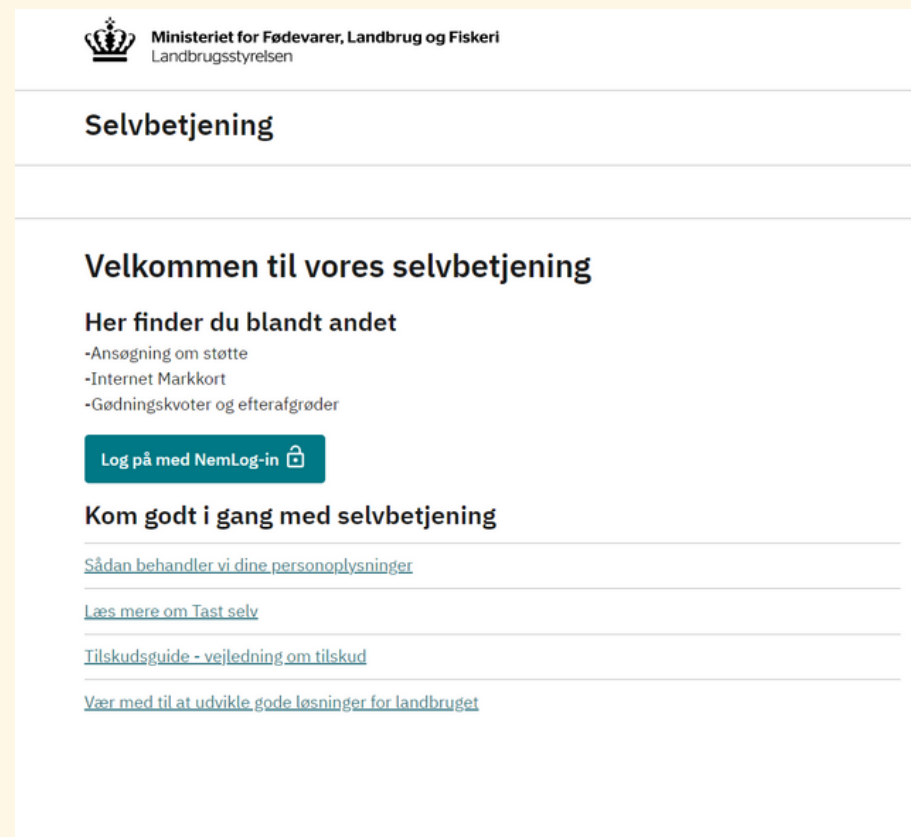 Ministeriet for Fødevarer, Landbrug og Fiskeri
Landbrugsstyrelsen
Selvbetjening
Velkommen til vores selvbetjening
Her finder du blandt andet
-Ansøgning om støtte
-Internet Markkort
-Gødningskvoter og efterafgrøder
Log på med NemLog-in
Kom godt i gang med selvbetjening
Sådan behandler vi dine personoplysninger
Læs mere om Tast selv
Tilskudsguide - vejledning om tilskud
Vær med til at udvikle gode løsninger for landbruget